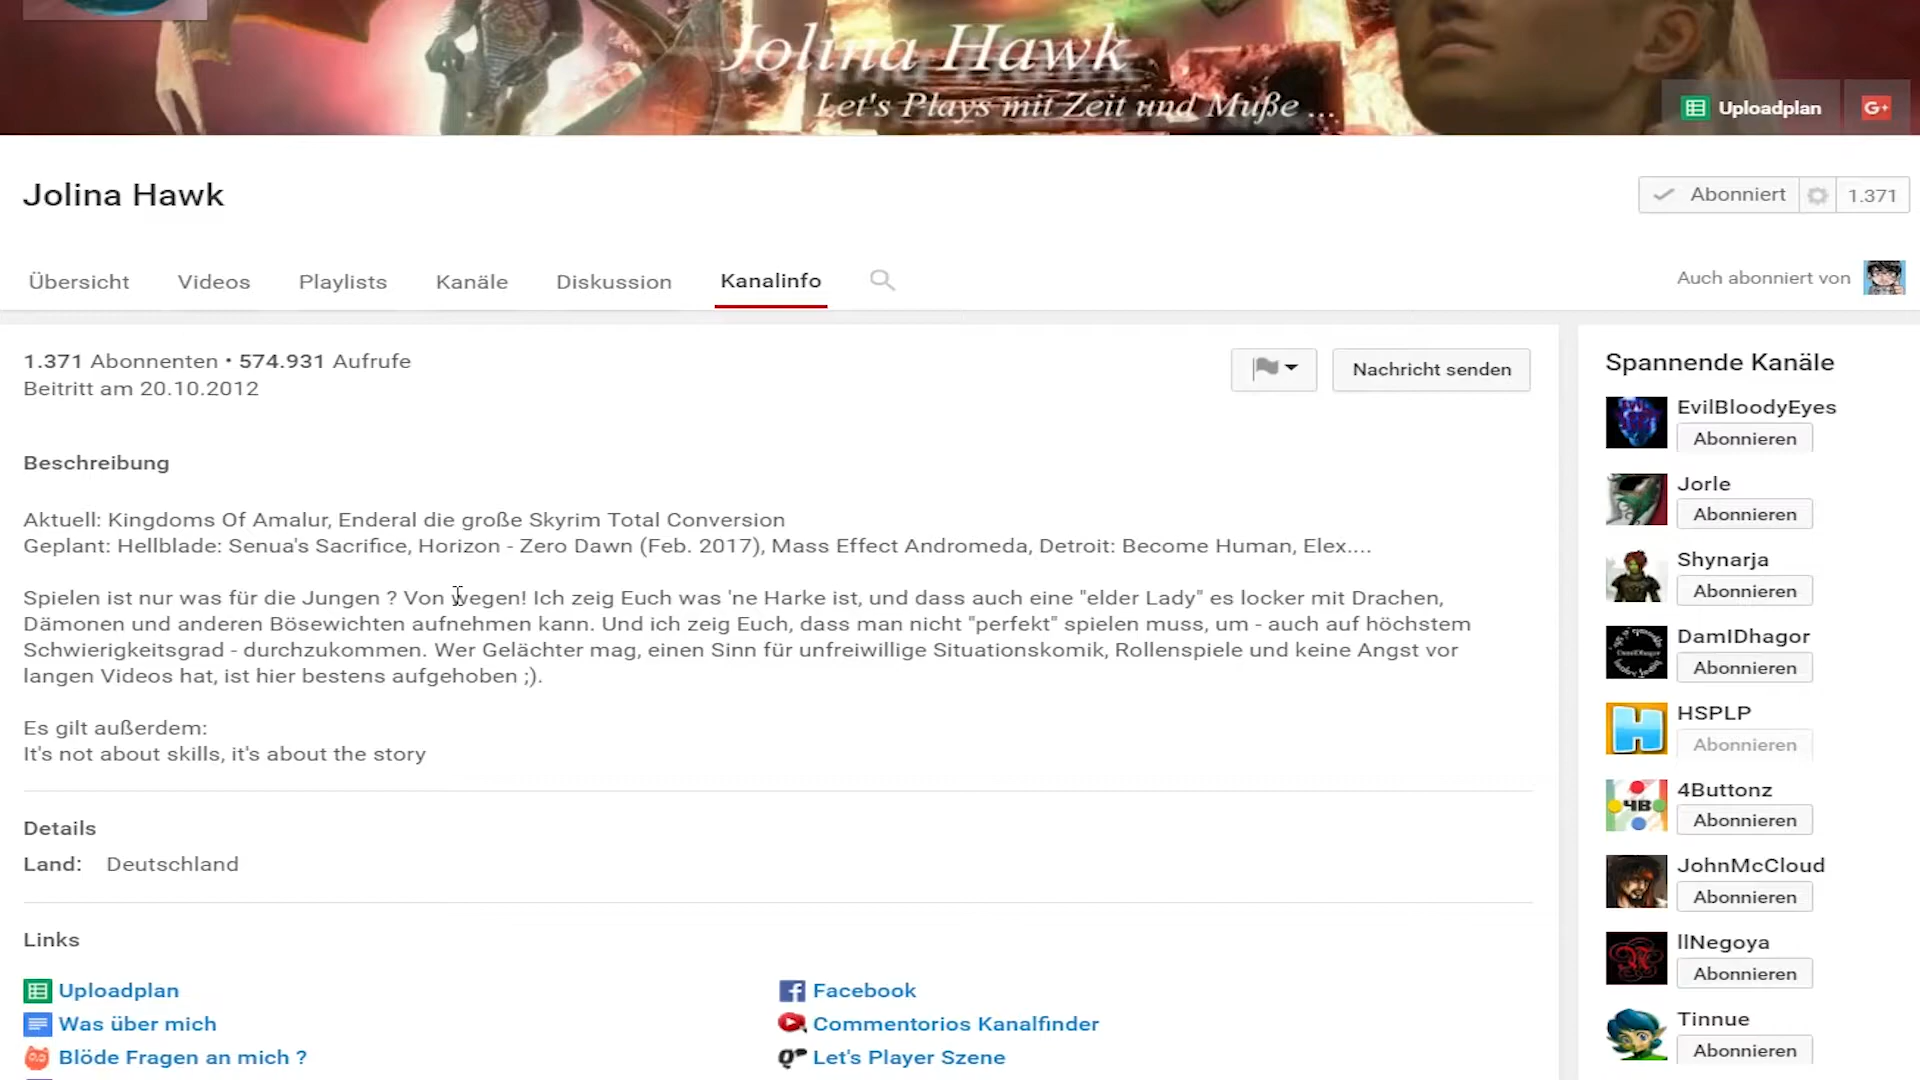 Jolina Hawk
Let's Plays mit Zeit und Muße ...
Uploadplan
G+
Jolina Hawk
Abonniert
1.371
Übersicht
Videos
Playlists
Kanäle
Diskussion
Kanalinfo
Auch abonniert von
1.371 Abonnenten • 574.931 Aufrufe
Beitritt am 20.10.2012
Nachricht senden
Beschreibung
Aktuell: Kingdoms Of Amalur, Enderal die große Skyrim Total Conversion
Geplant: Hellblade: Senua's Sacrifice, Horizon - Zero Dawn (Feb. 2017), Mass Effect Andromeda, Detroit: Become Human, Elex....
Spielen ist nur was für die Jungen ? Von wegen! Ich zeig Euch was 'ne Harke ist, und dass auch eine "elder Lady" es locker mit Drachen,
Dämonen und anderen Bösewichten aufnehmen kann. Und ich zeig Euch, dass man nicht "perfekt" spielen muss, um - auch auf höchstem
Schwierigkeitsgrad - durchzukommen. Wer Gelächter mag, einen Sinn für unfreiwillige Situationskomik, Rollenspiele und keine Angst vor
langen Videos hat, ist hier bestens aufgehoben ;).
Es gilt außerdem:
It's not about skills, it's about the story
Details
Land: Deutschland
Links
Uploadplan
Facebook
Was über mich
Commentorios Kanalfinder
Blöde Fragen an mich ?
Let's Player Szene
Spannende Kanäle
EvilBloodyEyes
Abonnieren
Jorle
Abonnieren
Shynarja
Abonnieren
DamIDhagor
Abonnieren
HSPLP
Abonnieren
4Buttonz
4B
Abonnieren
JohnMcCloud
Abonnieren
llNegoya
Abonnieren
Tinnue
Abonnieren